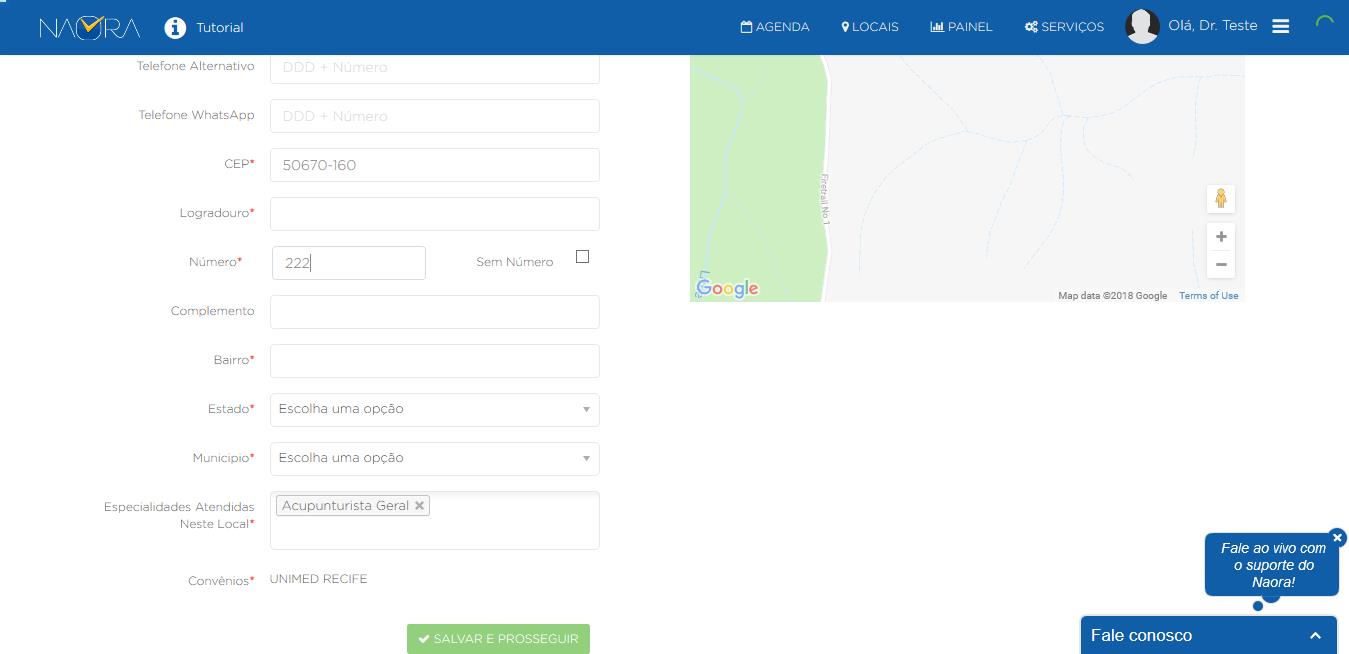 NAORA
Tutorial
AGENDA
LOCAIS
PAINEL
SERVIÇOS
Olá, Dr. Teste
Telefone Alternativo
DDD + Número
Telefone WhatsApp
DDD + Número
CEP*
50670-160
Logradouro*
Número*
222
Sem Número
Complemento
Bairro*
Estado*
Escolha uma opção
Municipio*
Escolha uma opção
Especialidades Atendidas
Neste Local*
Acupunturista Geral
Convênios*
UNIMED RECIFE
SALVAR E PROSSEGUIR
Firetrail No 1
Google
Map data ©2018 Google
Terms of Use
Fale ao vivo com
o suporte do
Naora!
Fale conosco